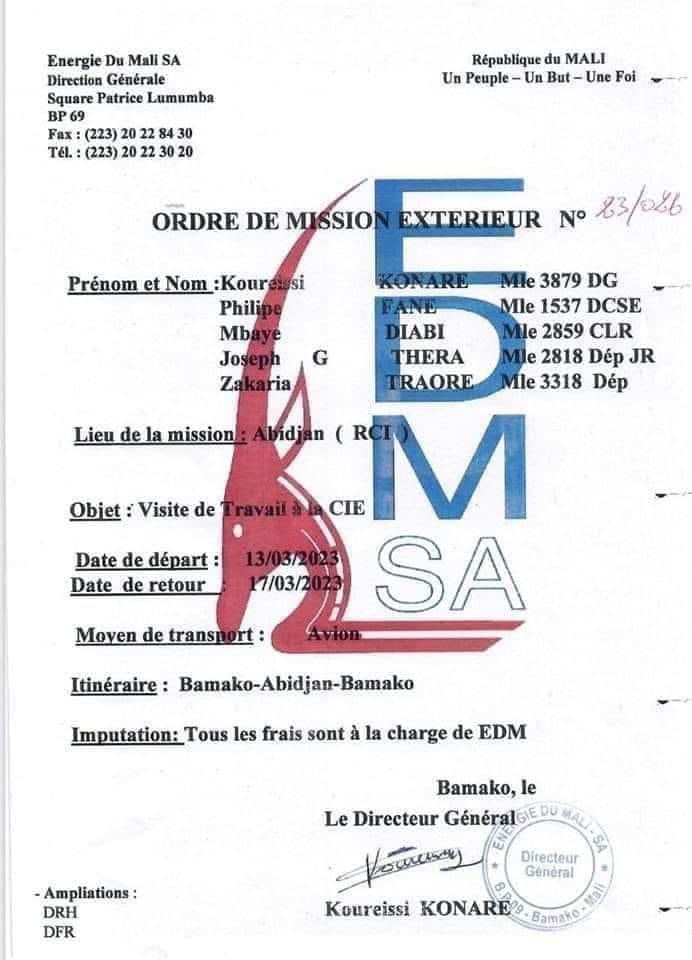 Energie Du Mali SA
Direction Générale
Square Patrice Lumumba
BP 69
Fax : (223) 20 22 84 30
Tél. : (223) 20 22 30 20
République du MALI
Un Peuple – Un But – Une Foi
ORDRE DE MISSION EXTERIEUR N° 23/026
Prénom et Nom :Koureissi KONARE Mle 3879 DG
Philipe FANE Mle 1537 DCSE
Mbaye DIABI Mle 2859 CLR
Joseph G THERA Mle 2818 Dép JR
Zakaria TRAORE Mle 3318 Dép
Lieu de la mission : Abidjan ( RCI )
Objet : Visite de Travail à la CIE
Date de départ : 13/03/2023
Date de retour : 17/03/2023
Moyen de transport : Avion
Itinéraire : Bamako-Abidjan-Bamako
Imputation: Tous les frais sont à la charge de EDM
EDM
SA
Bamako, le
Le Directeur Général
Koureissi KONARE
ENERGIE DU MALI - SA
Directeur
Général
Bamako - Mali
- Ampliations :
DRH
DFR